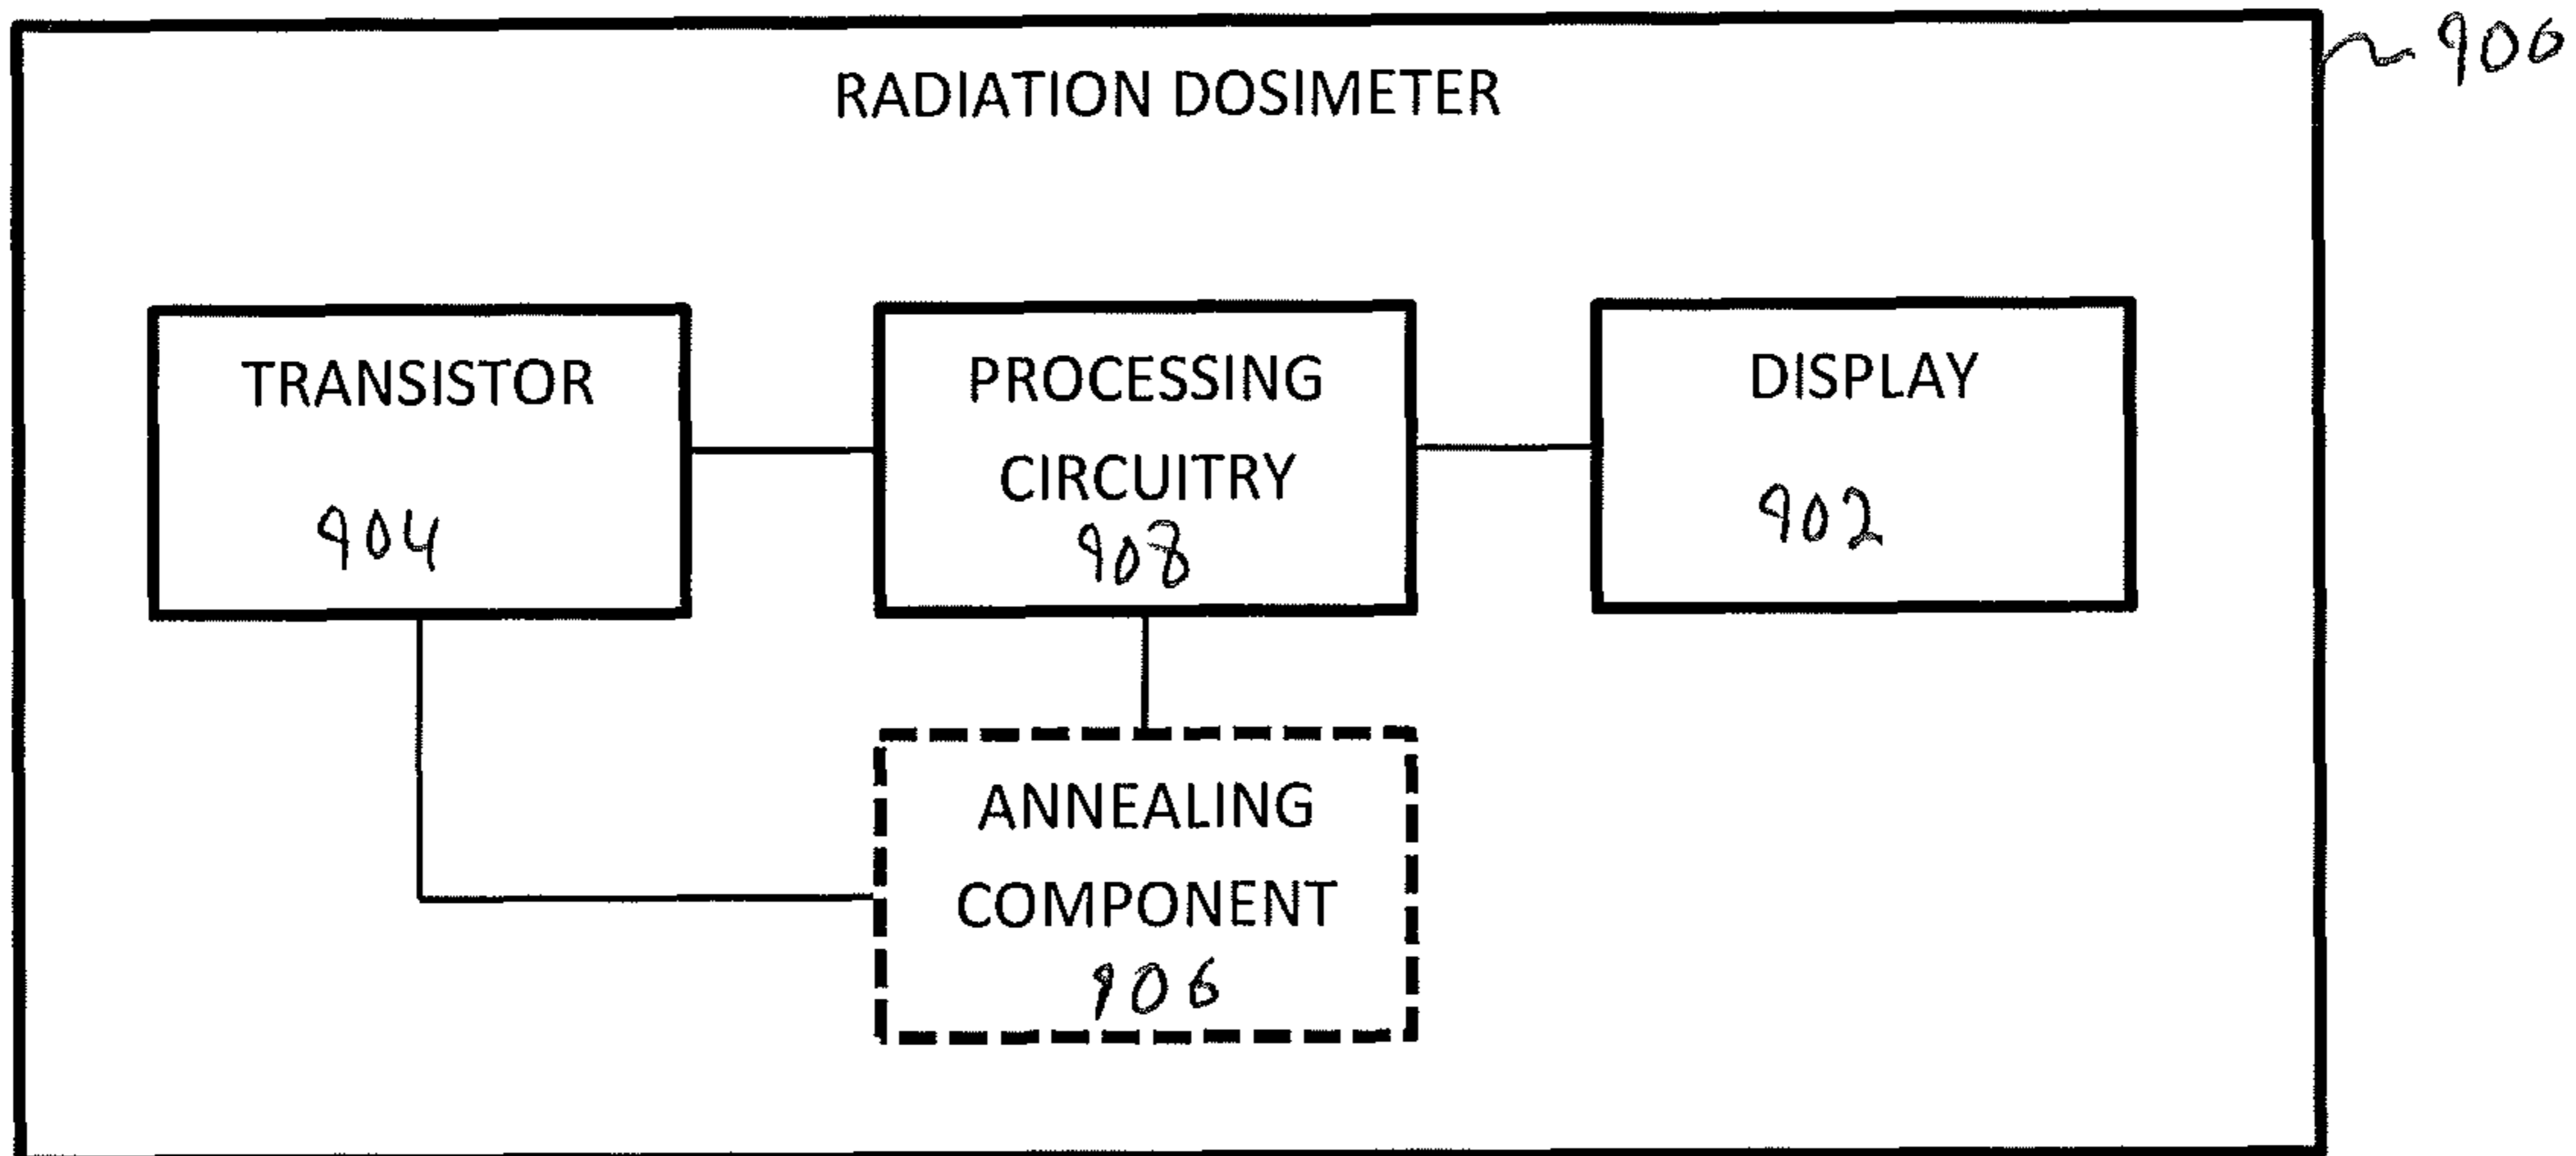 RADIATION DOSIMETER
900
TRANSISTOR
904
PROCESSING
CIRCUITRY
908
DISPLAY
902
ANNEALING
COMPONENT
906